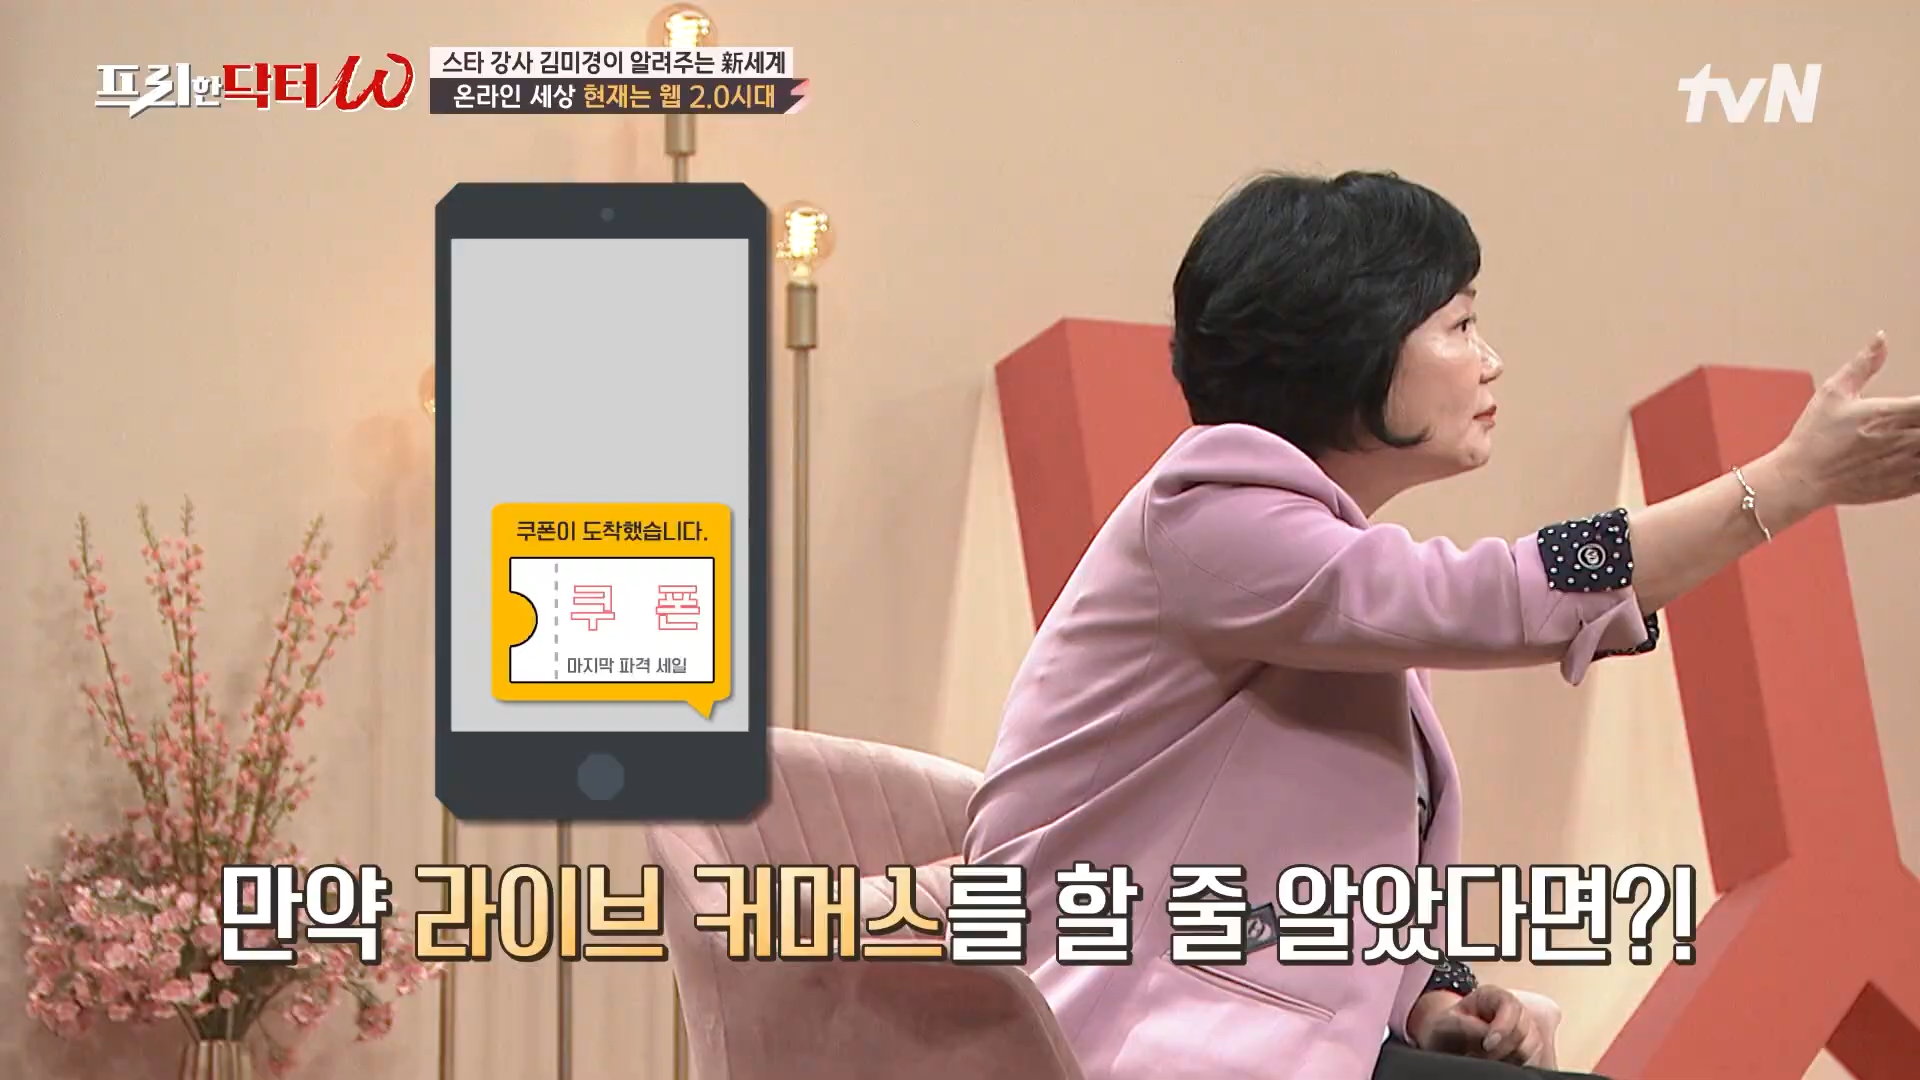 프리한닥터W
스타 강사 김미경이 알려주는 新세계
온라인 세상 현재는 웹 2.0시대
tvN
쿠폰이 도착했습니다.
쿠 폰
마지막 파격 세일
만약 라이브 커머스를 할 줄 알았다면?!